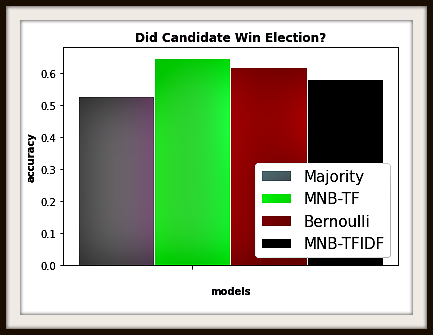 Did Candidate Win Election?
accuracy
0.6
0.5
0.4
0.3
0.2
0.1
0.0
Majority
MNB-TF
Bernoulli
MNB-TFIDF
models